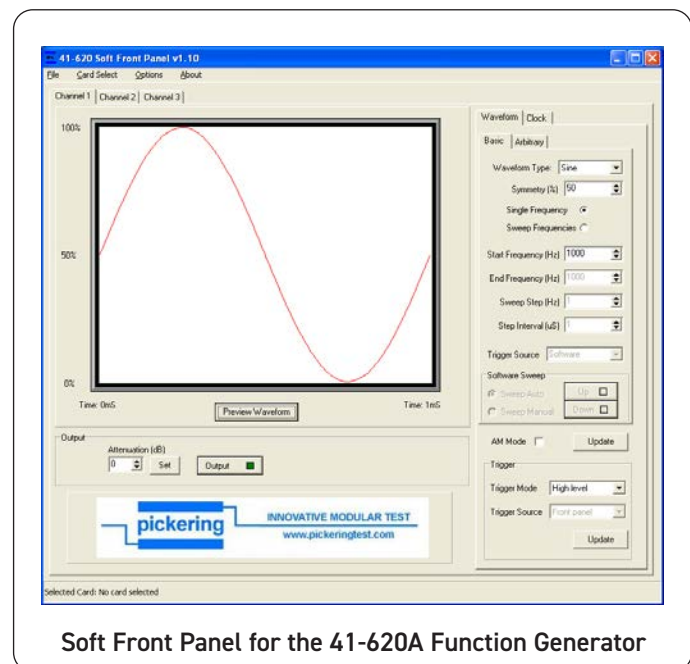 41-620 Soft Front Panel v1.10
File Card Select Options About
Channel 1 Channel 2 Channel 3
100%
50%
0%
Time: 0mS
Preview Waveform
Time: 1mS
Output
Attenuation (dB)
0 Set Output
pickering
INNOVATIVE MODULAR TEST
www.pickeringtest.com
Waveform Clock
Basic Arbitrary
Waveform Type: Sine
Symmetry (%) 50
Single Frequency
Sweep Frequencies
Start Frequency (Hz) 1000
End Frequency (Hz) 1000
Sweep Step (Hz) 1
Step Interval (uS) 1
Trigger Source Software
Software Sweep
Sweep Auto Up
Sweep Manual Down
AM Mode Update
Trigger
Trigger Mode High level
Trigger Source Front panel
Update
Selected Card: No card selected
Soft Front Panel for the 41-620A Function Generator